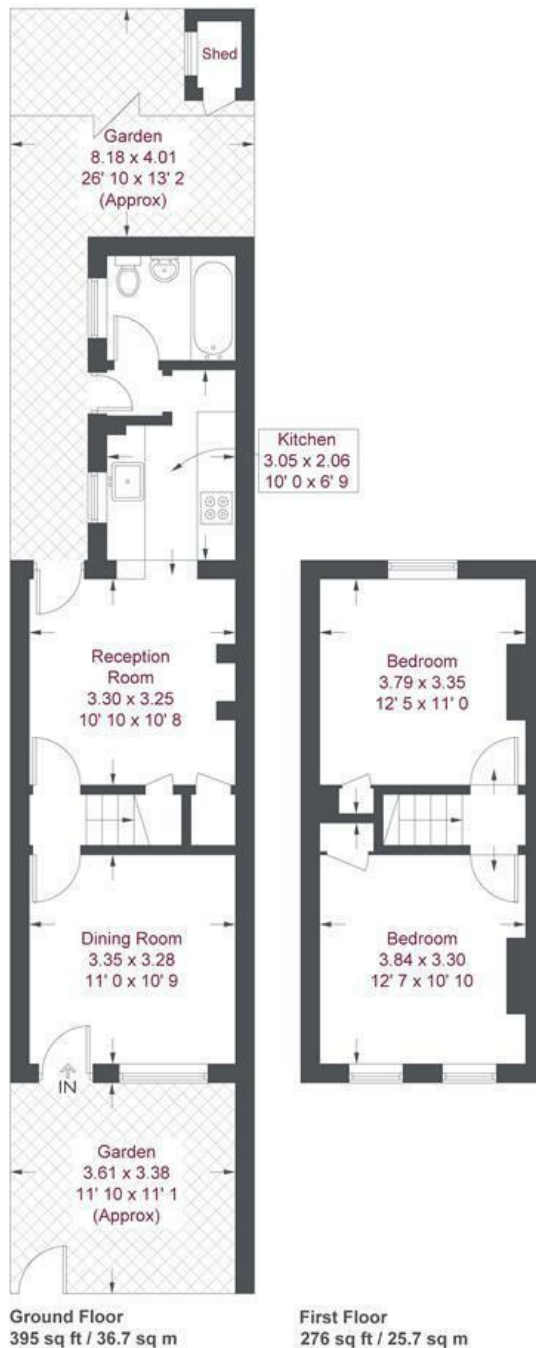 Shed
Garden
8.18 x 4.01
26' 10 x 13' 2
(Approx)
Kitchen
3.05 x 2.06
10' 0 x 6' 9
Reception
Room
3.30 x 3.25
10' 10 x 10' 8
Bedroom
3.79 x 3.35
12' 5 x 11' 0
Dining Room
3.35 x 3.28
11' 0 x 10' 9
Bedroom
3.84 x 3.30
12' 7 x 10' 10
IN
Garden
3.61 x 3.38
11' 10 x 11' 1
(Approx)
Ground Floor
395 sq ft / 36.7 sq m
First Floor
276 sq ft / 25.7 sq m